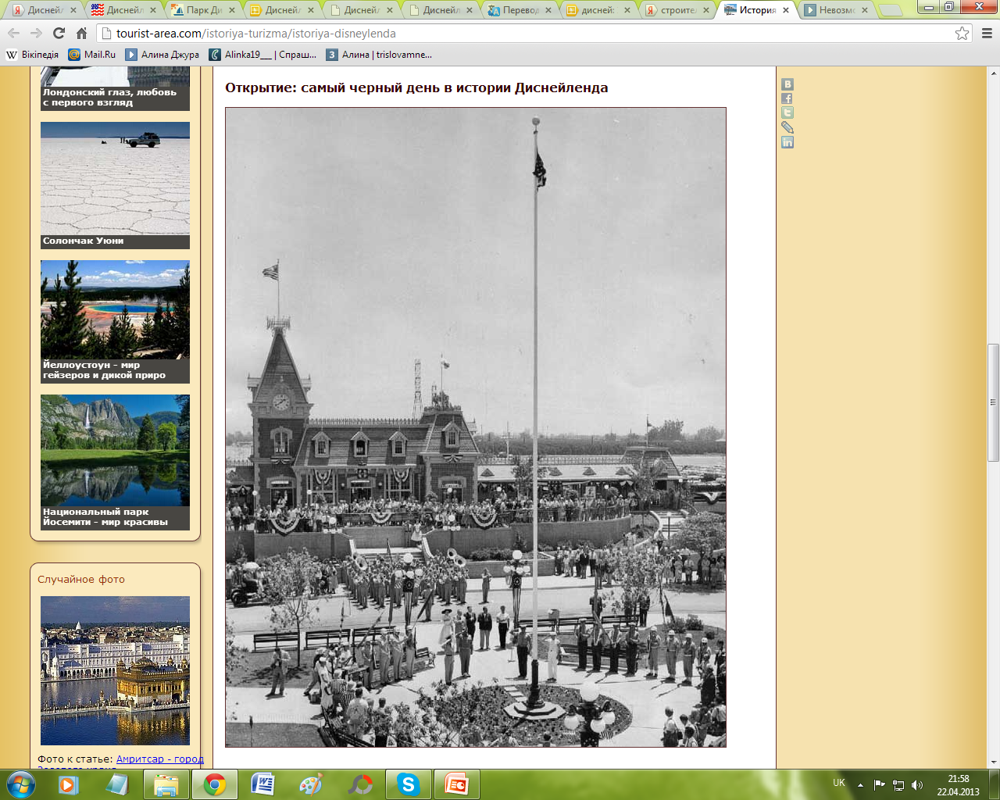 Диснейл
Диснейл
Парк Ди
Диснейл
Диснейл
Диснейл
Перевод
дисней:
строител
История
Невозмо
tourist-area.com/istoriya-turizma/istoriya-disneylenda
Вікіпедія
Mail.Ru
Алина Джура
Alinka19___ | Спраш...
Алина | trislovamne...
Лондонский глаз, любовь
с первого взгляд
Солончак Уюни
Йеллоустоун - мир
гейзеров и дикой приро
Национальный парк
Йосемити - мир красивы
Случайное фото
Фото к статье: Амритсар - город
Открытие: самый черный день в истории Диснейленда
UK
21:58
22.04.2013